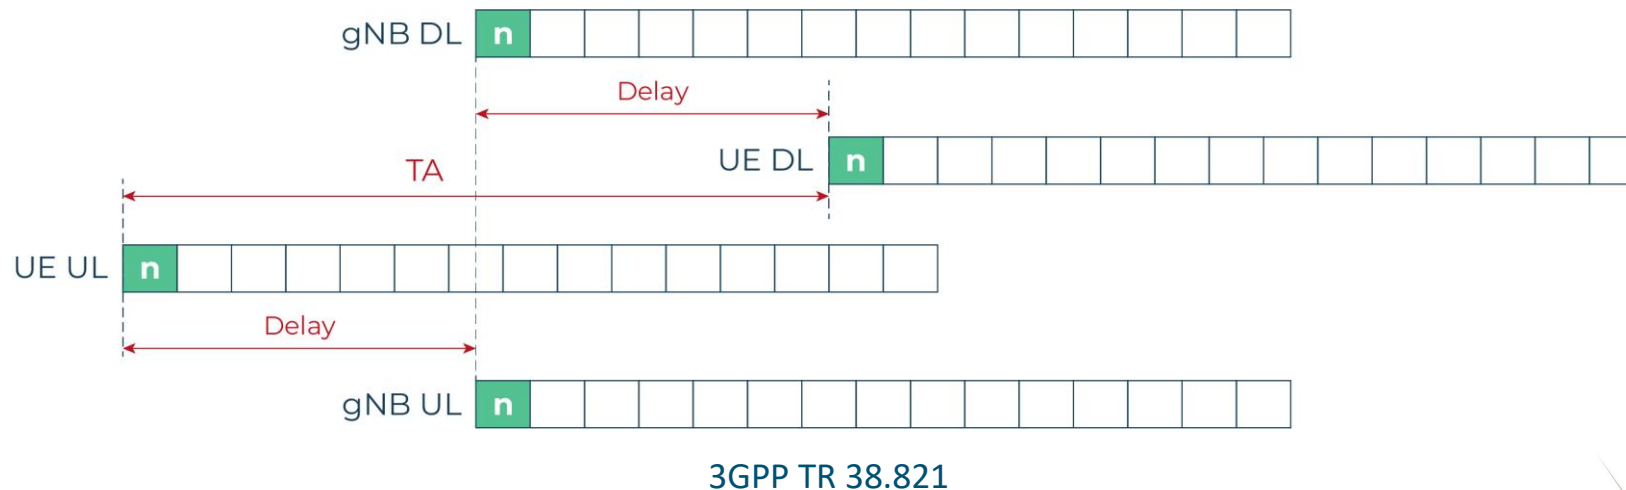 gNB DL n
Delay
UE DL n
TA
UE UL n
Delay
gNB UL n
3GPP TR 38.821